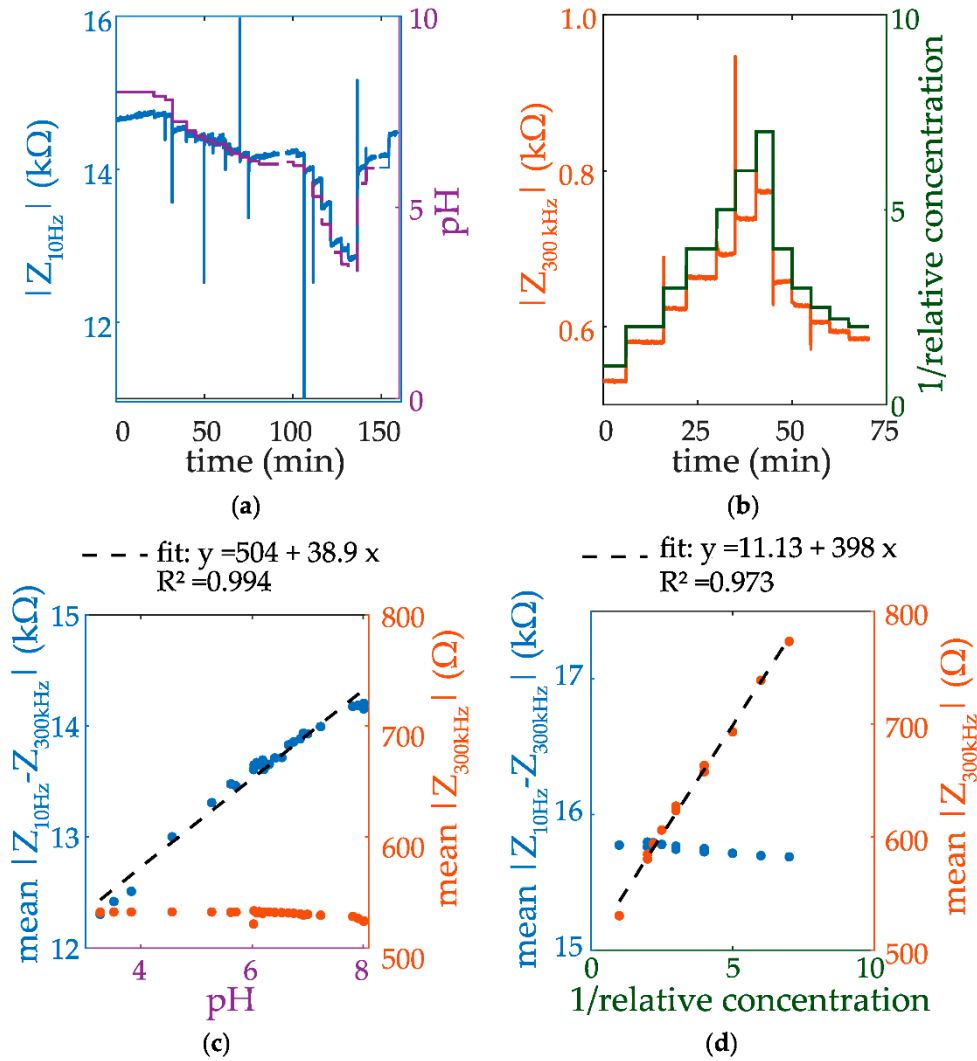 16
14
12
|Z10Hz| (kΩ)
10
5
0
pH
0 50 100 150
time (min)
(a)
1.0
0.8
0.6
|Z300 kHz| (kΩ)
10
5
0
1/relative concentration
0 25 50 75
time (min)
(b)
fit: y =504 + 38.9 x
R² =0.994
15
14
13
12
mean |Z10Hz-Z300kHz| (kΩ)
800
700
600
500
mean |Z300kHz| (Ω)
4 6 8
pH
(c)
fit: y =11.13 + 398 x
R² =0.973
17
16
15
mean |Z10Hz-Z300kHz| (kΩ)
800
700
600
500
mean |Z300kHz| (Ω)
0 5 10
1/relative concentration
(d)